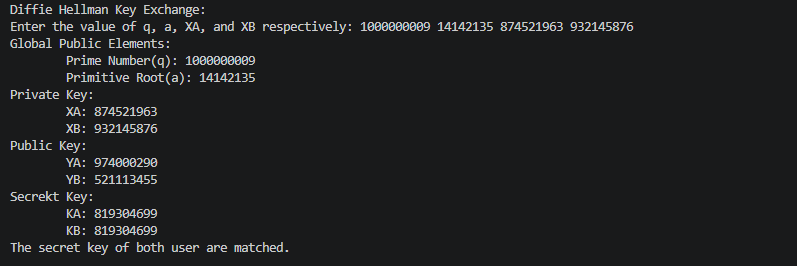 Diffie Hellman Key Exchange:
Enter the value of q, a, XA, and XB respectively: 1000000009 14142135 874521963 932145876
Global Public Elements:
Prime Number(q): 1000000009
Primitive Root(a): 14142135
Private Key:
XA: 874521963
XB: 932145876
Public Key:
YA: 974000290
YB: 521113455
Secrekt Key:
KA: 819304699
KB: 819304699
The secret key of both user are matched.